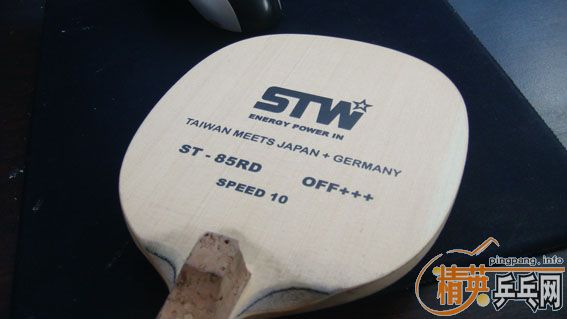 STW
ENERGY POWER IN
TAIWAN MEETS JAPAN + GERMANY
ST - 85RD OFF+++
SPEED 10
pingpang.info
精英乒乓网